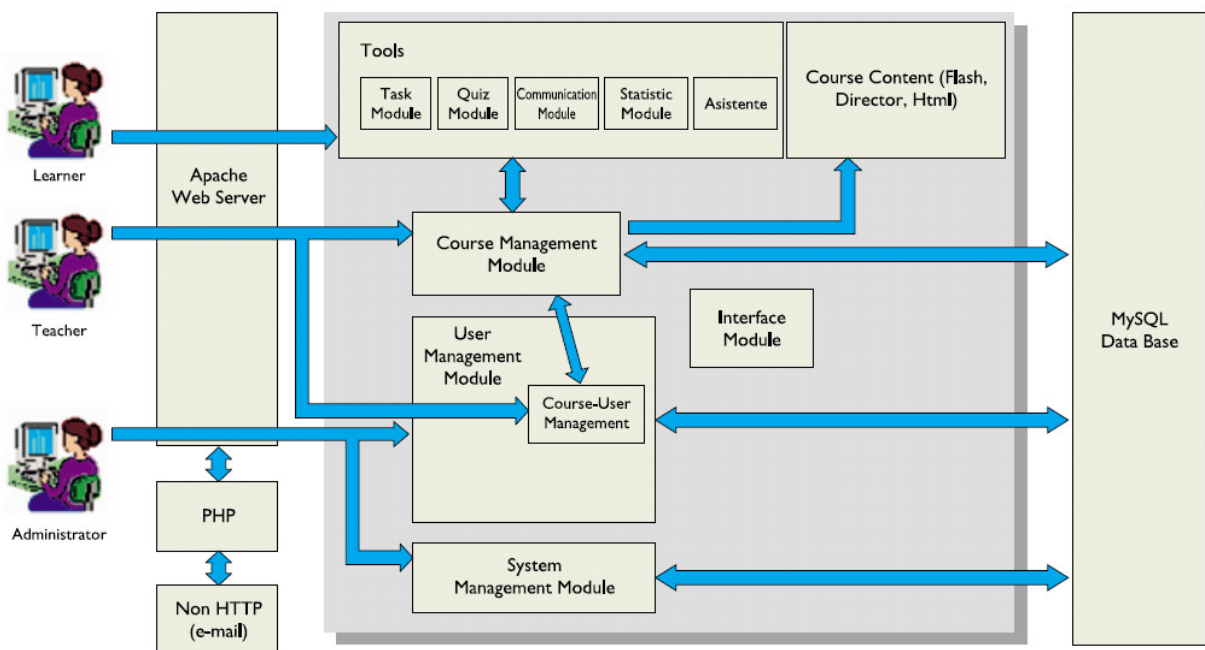 Learner
Teacher
Administrator
Apache
Web Server
PHP
Non HTTP
(e-mail)
Tools
Task
Module
Quiz
Module
Communication
Module
Statistic
Module
Asistente
Course Content (Flash,
Director, Html)
Course Management
Module
User
Management
Module
Course-User
Management
Interface
Module
System
Management Module
MySQL
Data Base